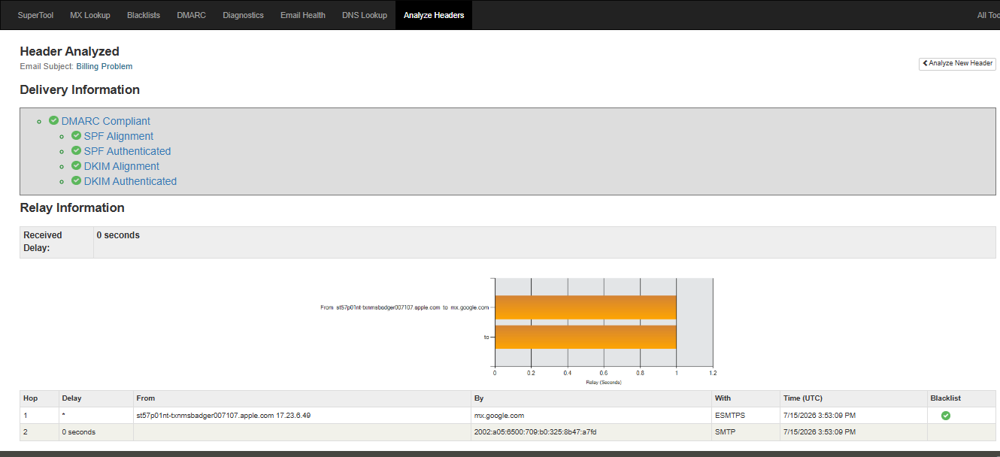 SuperTool MX Lookup Blacklists DMARC Diagnostics Email Health DNS Lookup Analyze Headers All Too
Header Analyzed
Email Subject: Billing Problem
Analyze New Header
Delivery Information
DMARC Compliant
SPF Alignment
SPF Authenticated
DKIM Alignment
DKIM Authenticated
Relay Information
Received Delay: 0 seconds
From st57p01nt-txnmsbadger007107.apple.com to mx.google.com
to
0 0.2 0.4 0.6 0.8 1 1.2
Relay (Seconds)
Hop Delay From By With Time (UTC) Blacklist
1 * st57p01nt-txnmsbadger007107.apple.com 17.23.6.49 mx.google.com ESMTPS 7/15/2026 3:53:09 PM
2 0 seconds 2002:a05:6500:709:b0:325:8b47:a7fd SMTP 7/15/2026 3:53:09 PM